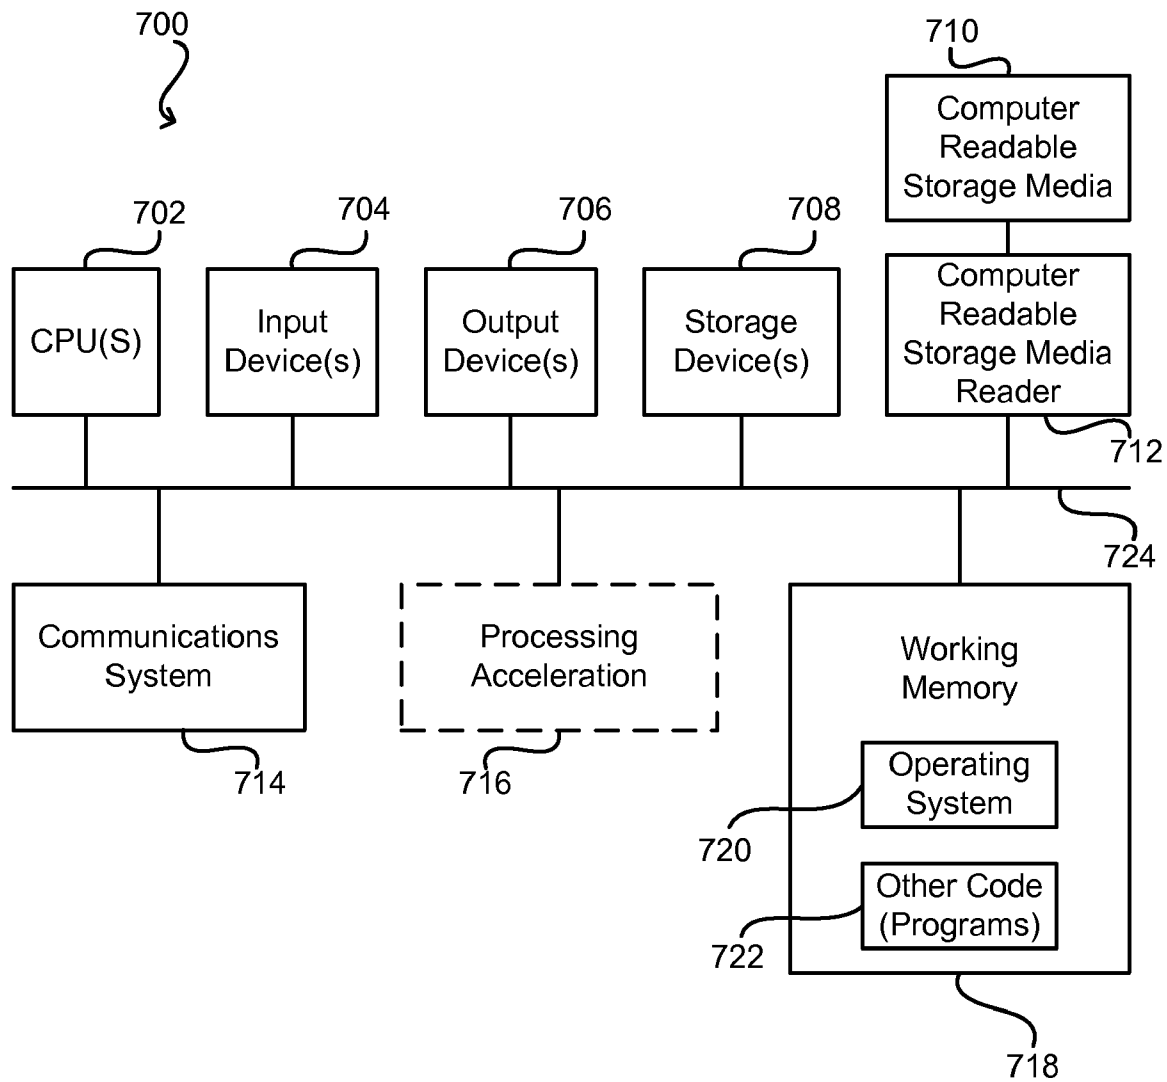 700
710
Computer
Readable
Storage Media
702
704
706
708
CPU(S)
Input
Device(s)
Output
Device(s)
Storage
Device(s)
Computer
Readable
Storage Media
Reader
712
724
Communications
System
714
Processing
Acceleration
716
Working
Memory
Operating
System
720
Other Code
(Programs)
722
718